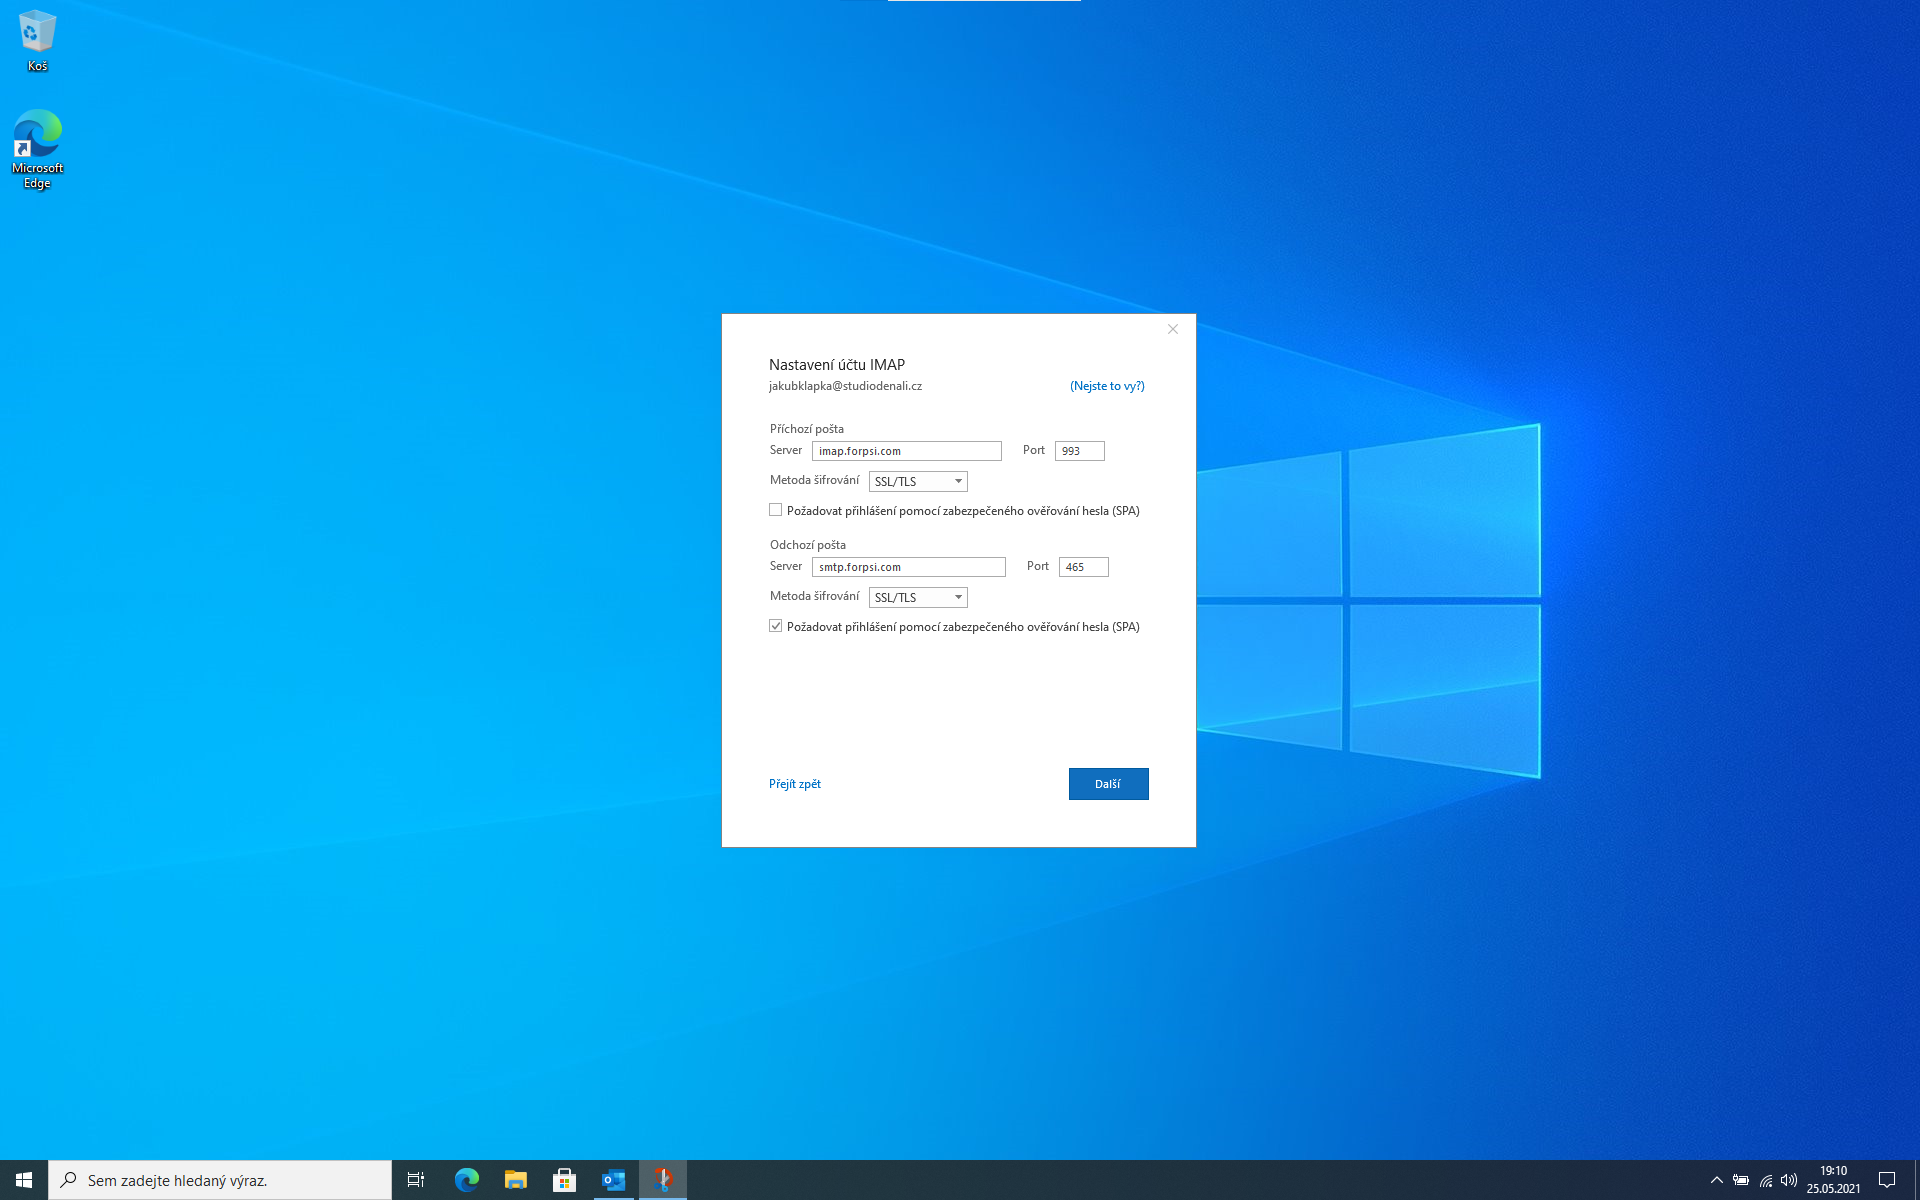 Koš
Microsoft
Edge
Nastavení účtu IMAP
jakubklapka@studiodenali.cz (Nejste to vy?)
Příchozí pošta
Server imap.forpsi.com Port 993
Metoda šifrování SSL/TLS
Požadovat přihlášení pomocí zabezpečeného ověřování hesla (SPA)
Odchozí pošta
Server smtp.forpsi.com Port 465
Metoda šifrování SSL/TLS
Požadovat přihlášení pomocí zabezpečeného ověřování hesla (SPA)
Přejít zpět Další
Sem zadejte hledaný výraz.
19:10
25.05.2021